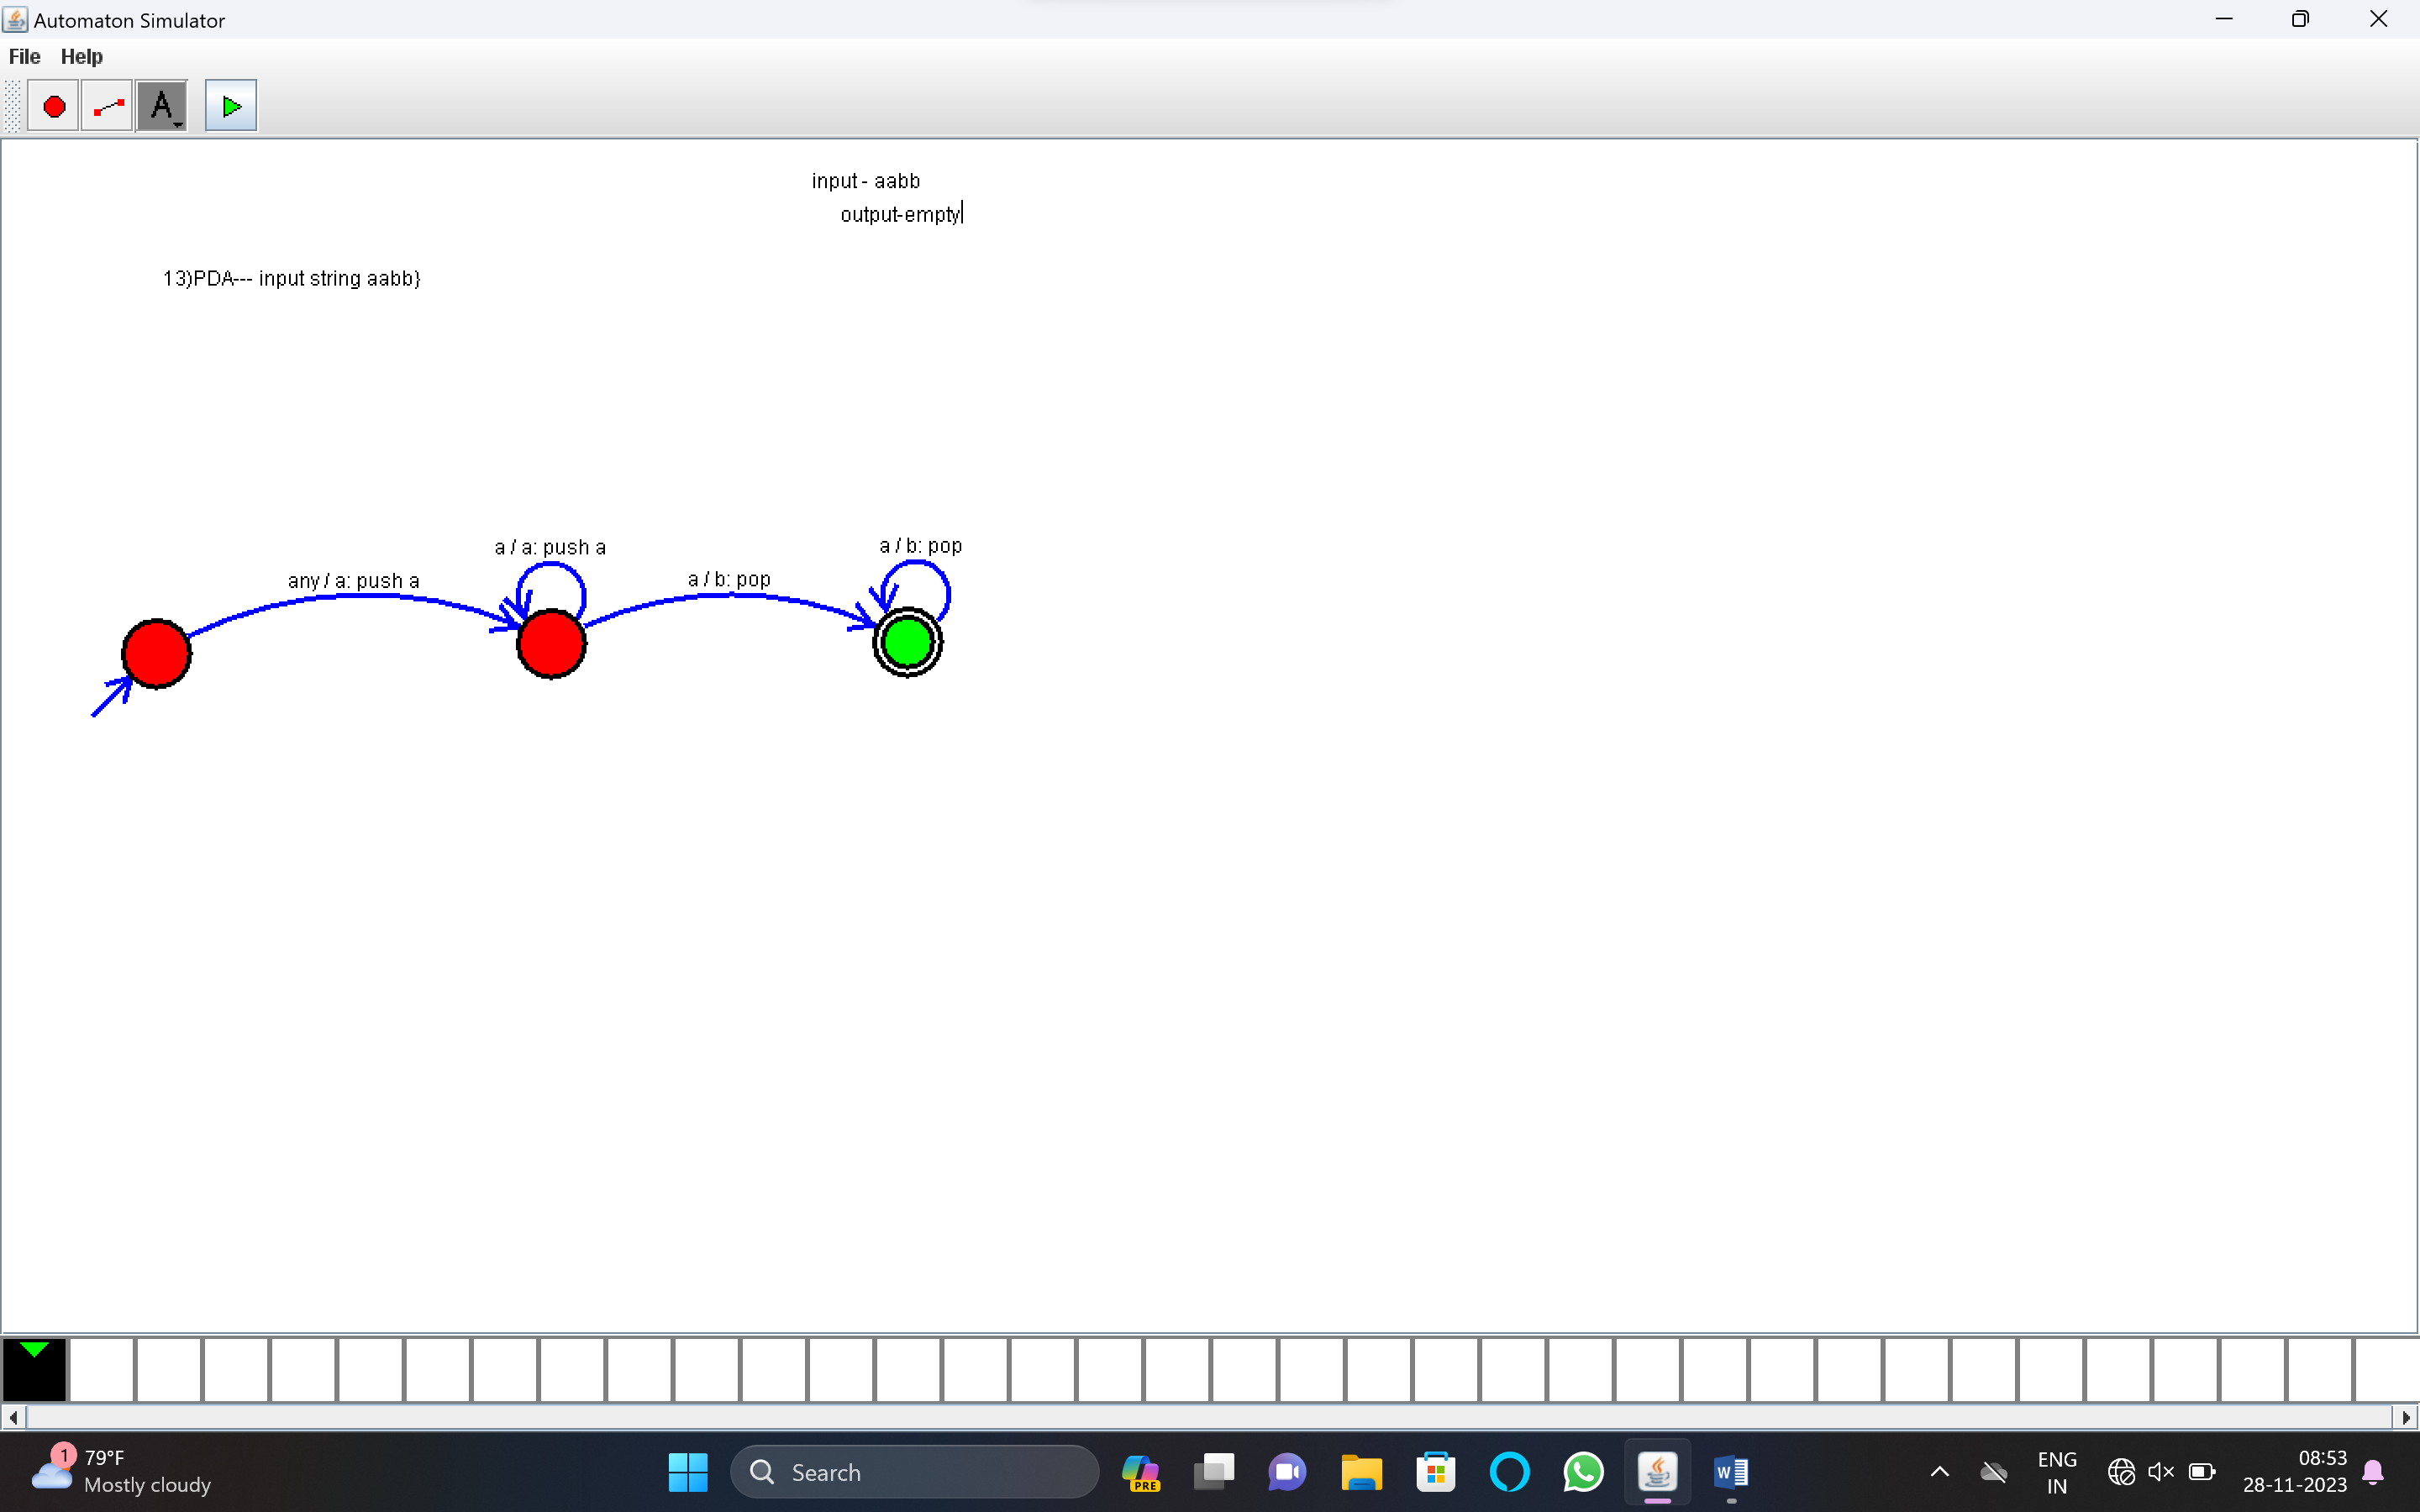 Automaton Simulator
File Help
A
input - aabb
output-empty
13)PDA--- input string aabb}
a / a: push a
a / b: pop
any / a: push a
a / b: pop
1
79°F
Mostly cloudy
Search
PRE
W
ENG
IN
08:53
28-11-2023